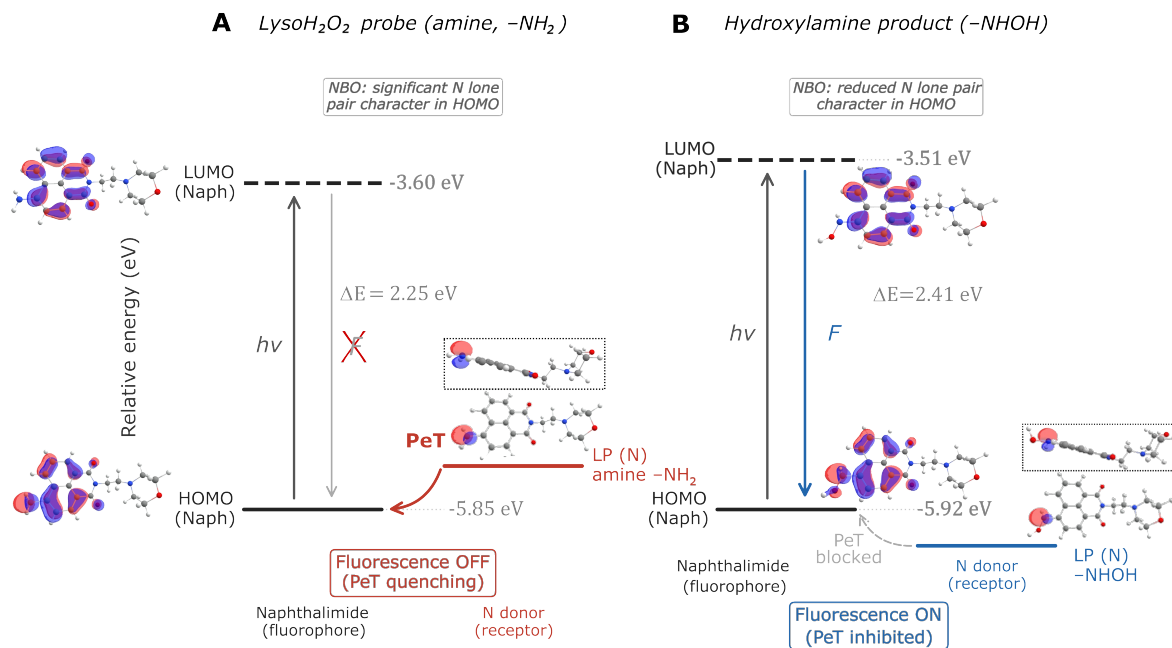 A LysoH₂O₂ probe (amine, –NH₂)
NBO: significant N lone
pair character in HOMO
LUMO
(Naph)
-3.60 eV
Relative energy (eV)
ΔE= 2.25 eV
hv
F
PeT
LP (N)
amine –NH₂
HOMO
(Naph)
-5.85 eV
Fluorescence OFF
(PeT quenching)
Naphthalimide
(fluorophore)
N donor
(receptor)
B Hydroxylamine product (–NHOH)
NBO: reduced N lone pair
character in HOMO
LUMO
(Naph)
-3.51 eV
ΔE=2.41 eV
hv
F
HOMO
(Naph)
-5.92 eV
PeT
blocked
LP (N)
–NHOH
Naphthalimide
(fluorophore)
N donor
(receptor)
Fluorescence ON
(PeT inhibited)